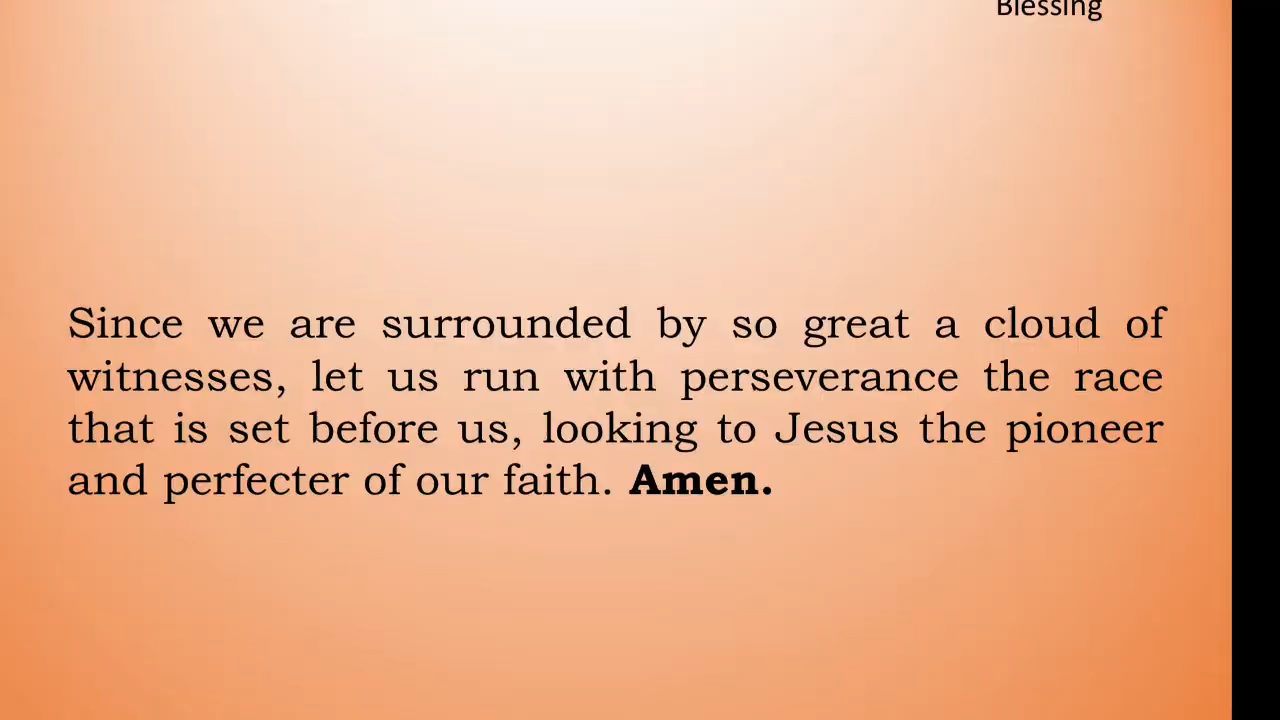 Blessing
Since we are surrounded by so great a cloud of
witnesses, let us run with perseverance the race
that is set before us, looking to Jesus the pioneer
and perfecter of our faith. Amen.